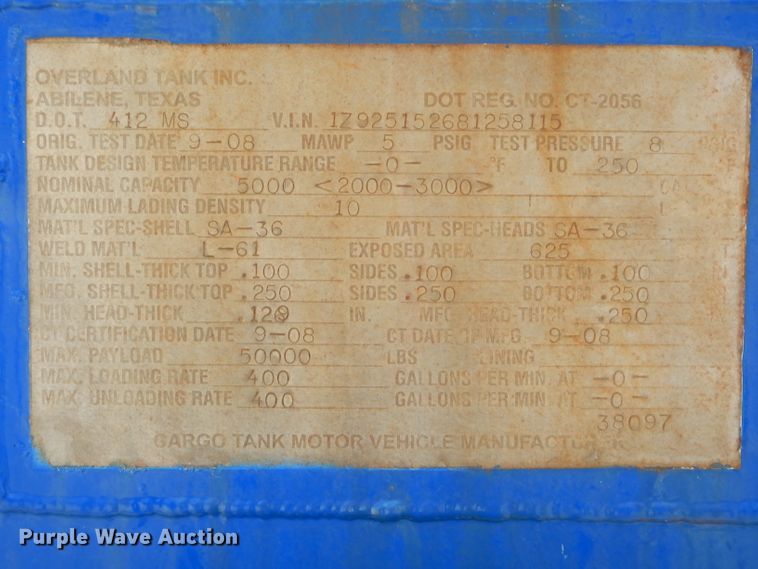 OVERLAND TANK INC.
ABILENE, TEXAS DOT REG. NO. CT-2056
D.O.T. 412 MS V.I.N. 1Z925152681258115
ORIG. TEST DATE 9-08 MAWP 5 PSIG TEST PRESSURE 8 PSIG
TANK DESIGN TEMPERATURE RANGE -0- °F TO 250 °F
NOMINAL CAPACITY 5000 <2000-3000> GAL
MAXIMUM LADING DENSITY 10
MAT'L SPEC-SHELL SA-36 MAT'L SPEC-HEADS SA-36
WELD MAT'L L-61 EXPOSED AREA 625
MIN. SHELL-THICK TOP .100 SIDES .100 BOTTOM .100
MFG. SHELL-THICK TOP .250 SIDES .250 BOTTOM .250
MIN. HEAD-THICK IN. MFG. HEAD-THICK .250
CT CERTIFICATION DATE 9-08 CT DATE OF MFG. 9-08
MAX. PAYLOAD 50000 LBS LINING
MAX. LOADING RATE 400 GALLONS PER MIN. AT -0-
MAX. UNLOADING RATE 400 GALLONS PER MIN. AT -0-
38097
CARGO TANK MOTOR VEHICLE MANUFACTURER
Purple Wave Auction